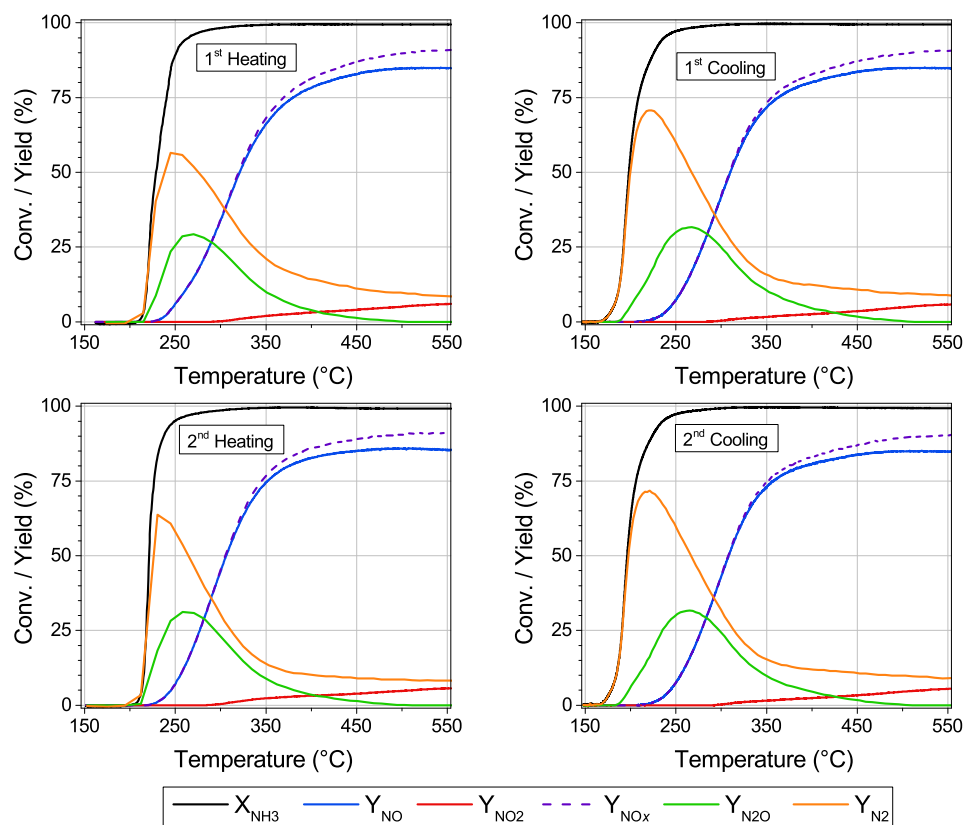 100
75
50
25
0
Conv. / Yield (%)
1st Heating
150 250 350 450 550
Temperature (°C)
100
75
50
25
0
Conv. / Yield (%)
1st Cooling
150 250 350 450 550
Temperature (°C)
100
75
50
25
0
Conv. / Yield (%)
2nd Heating
150 250 350 450 550
Temperature (°C)
100
75
50
25
0
Conv. / Yield (%)
2nd Cooling
150 250 350 450 550
Temperature (°C)
XNH3 YNO YNO2 YNOx YN2O YN2